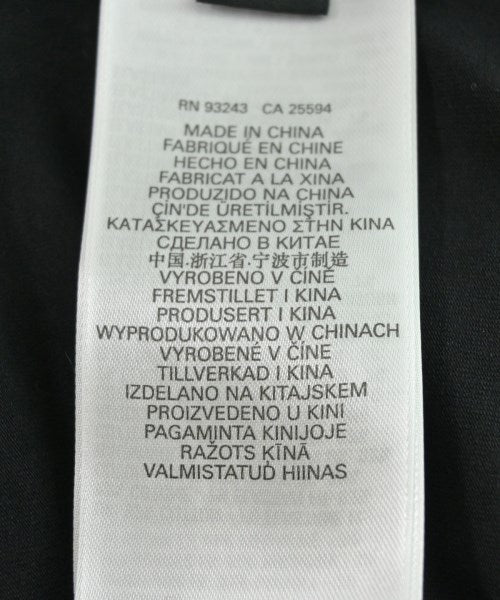 RN 93243 CA 25594
MADE IN CHINA
FABRIQUÉ EN CHINE
HECHO EN CHINA
FABRICAT A LA XINA
PRODUZIDO NA CHINA
ÇİN'DE ÜRETİLMİŞTİR.
ΚΑΤΑΣΚΕΥΑΣΜΕΝΟ ΣΤΗΝ ΚΙΝΑ
СДЕЛАНО В КИТАЕ
中国.浙江省.宁波市制造
VYROBENO V ČÍNĚ
FREMSTILLET I KINA
PRODUSERT I KINA
WYPRODUKOWANO W CHINACH
VYROBENÉ V ČÍNE
TILLVERKAD I KINA
IZDELANO NA KITAJSKEM
PROIZVEDENO U KINI
PAGAMINTA KINIJOJE
RAŽOTS ĶĪNĀ
VALMISTATUD HIINAS